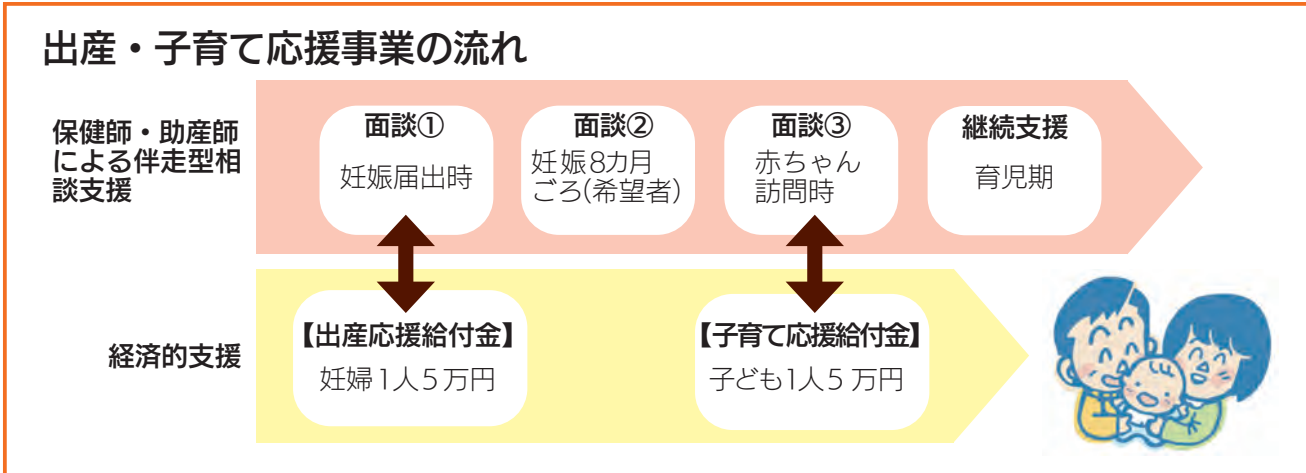 出産・子育て応援事業の流れ
保健師・助産師
による伴走型相
談支援
面談①
妊娠届出時
面談②
妊娠8カ月
ごろ(希望者)
面談③
赤ちゃん
訪問時
継続支援
育児期
経済的支援
【出産応援給付金】
妊婦1人5万円
【子育て応援給付金】
子ども1人5万円